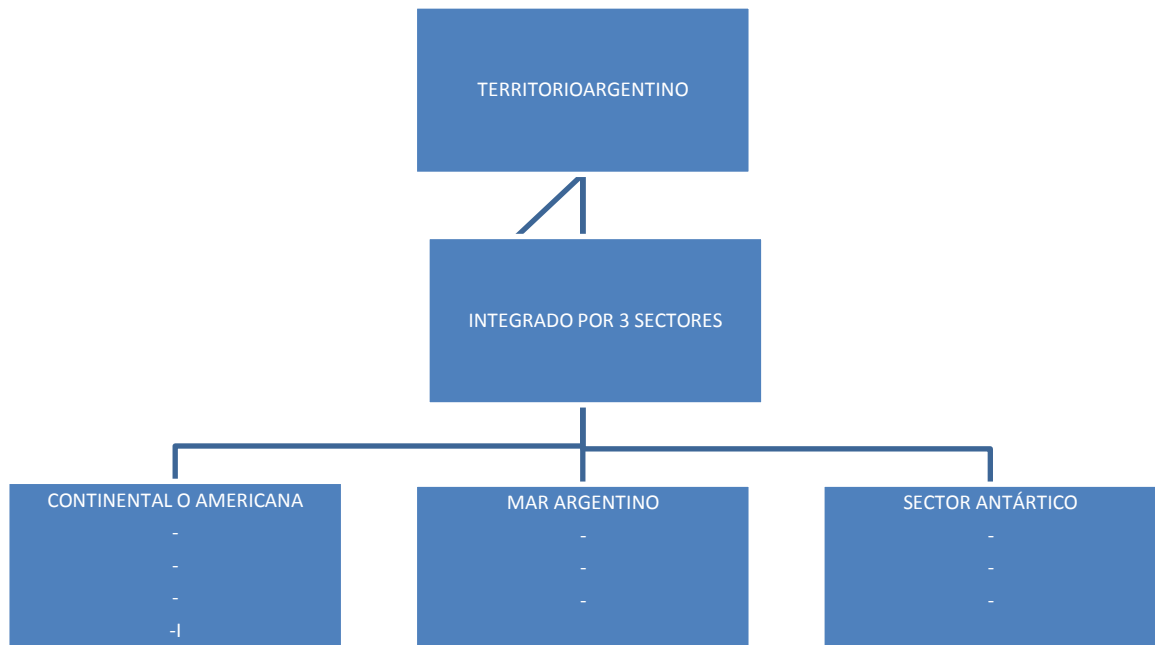 TERRITORIOARGENTINO
INTEGRADO POR 3 SECTORES
CONTINENTAL O AMERICANA
-
-
-
-I
MAR ARGENTINO
-
-
-
SECTOR ANTÁRTICO
-
-
-